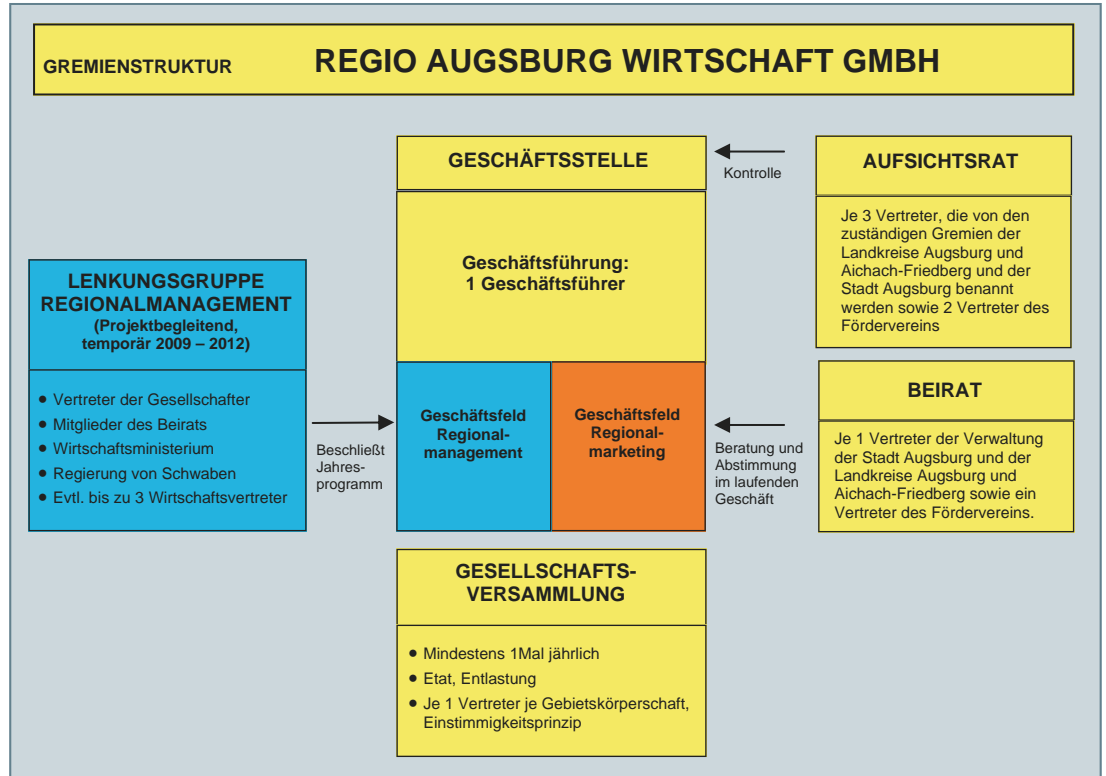 GREMIENSTRUKTUR REGIO AUGSBURG WIRTSCHAFT GMBH
LENKUNGSGRUPPE
REGIONALMANAGEMENT
(Projektbegleitend,
temporär 2009 – 2012)
• Vertreter der Gesellschafter
• Mitglieder des Beirats
• Wirtschaftsministerium
• Regierung von Schwaben
• Evtl. bis zu 3 Wirtschaftsvertreter
Beschließt
Jahres-
programm
GESCHÄFTSSTELLE
Geschäftsführung:
1 Geschäftsführer
Geschäftsfeld
Regional-
management
Geschäftsfeld
Regional-
marketing
Kontrolle
AUFSICHTSRAT
Je 3 Vertreter, die von den
zuständigen Gremien der
Landkreise Augsburg und
Aichach-Friedberg und der
Stadt Augsburg benannt
werden sowie 2 Vertreter des
Fördervereins
Beratung und
Abstimmung
im laufenden
Geschäft
BEIRAT
Je 1 Vertreter der Verwaltung
der Stadt Augsburg und der
Landkreise Augsburg und
Aichach-Friedberg sowie ein
Vertreter des Fördervereins.
GESELLSCHAFTS-
VERSAMMLUNG
• Mindestens 1Mal jährlich
• Etat, Entlastung
• Je 1 Vertreter je Gebietskörperschaft,
Einstimmigkeitsprinzip